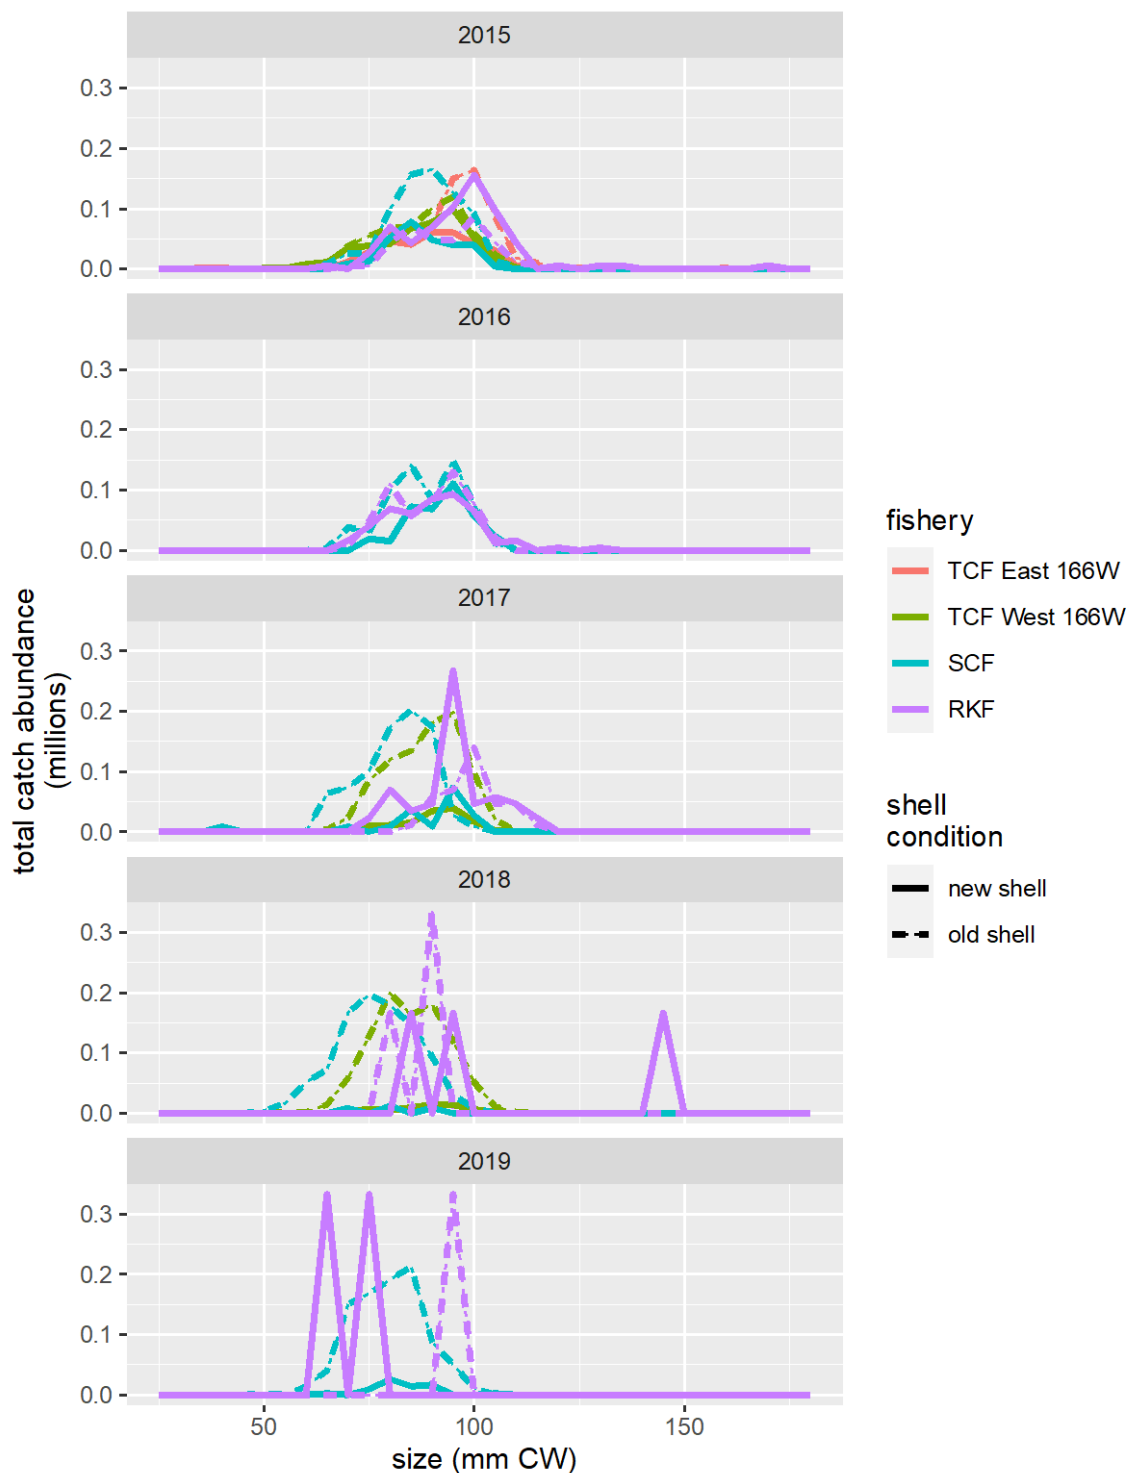 2015
0.3
0.2
0.1
0.0
2016
0.3
0.2
0.1
0.0
2017
0.3
0.2
0.1
0.0
2018
0.3
0.2
0.1
0.0
2019
0.3
0.2
0.1
0.0
50
100
150
size (mm CW)
total catch abundance
(millions)
fishery
TCF East 166W
TCF West 166W
SCF
RKF
shell
condition
new shell
old shell